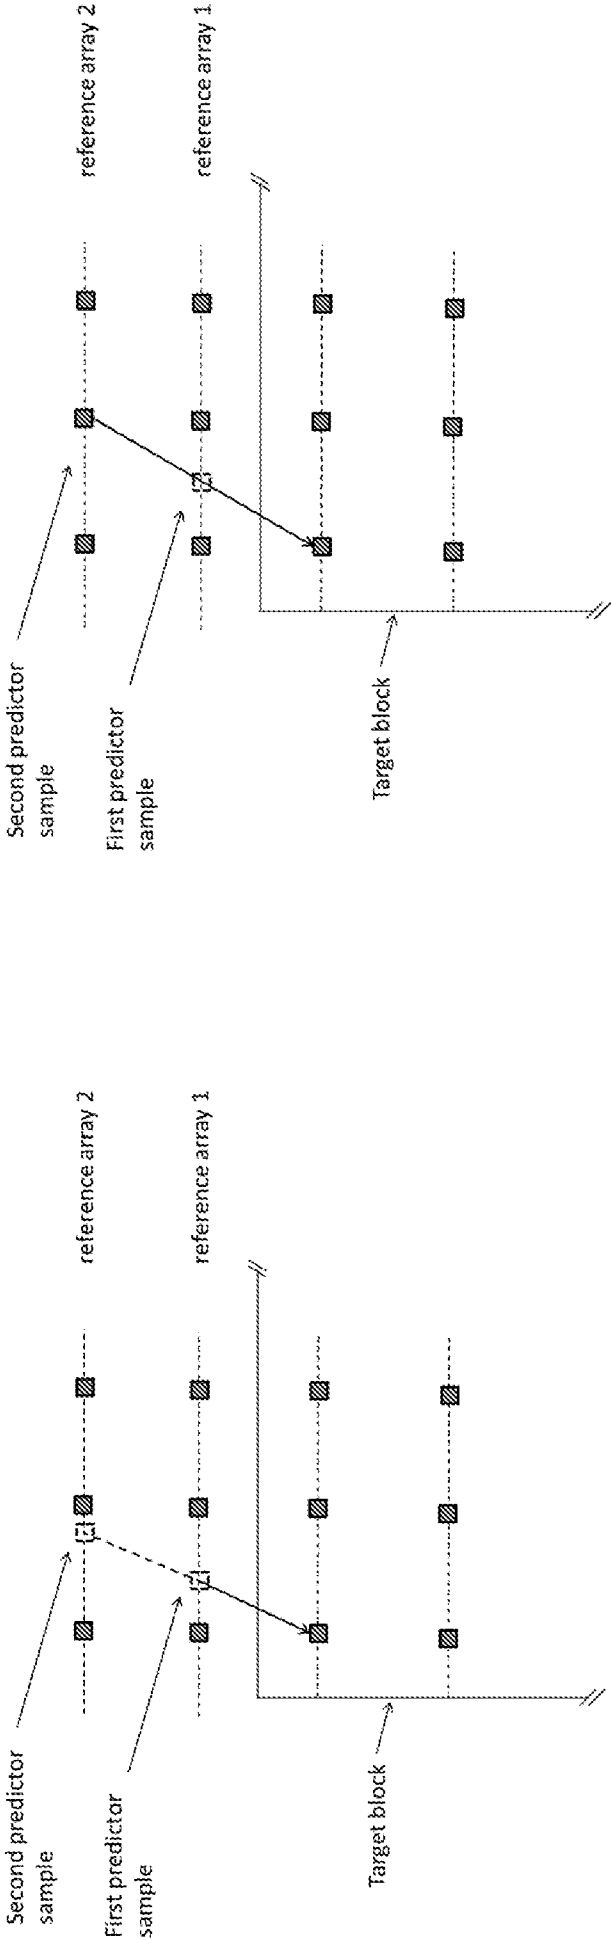 Second predictor
sample
reference array 2
First predictor
sample
reference array 1
Target block
Second predictor
sample
reference array 2
First predictor
sample
reference array 1
Target block